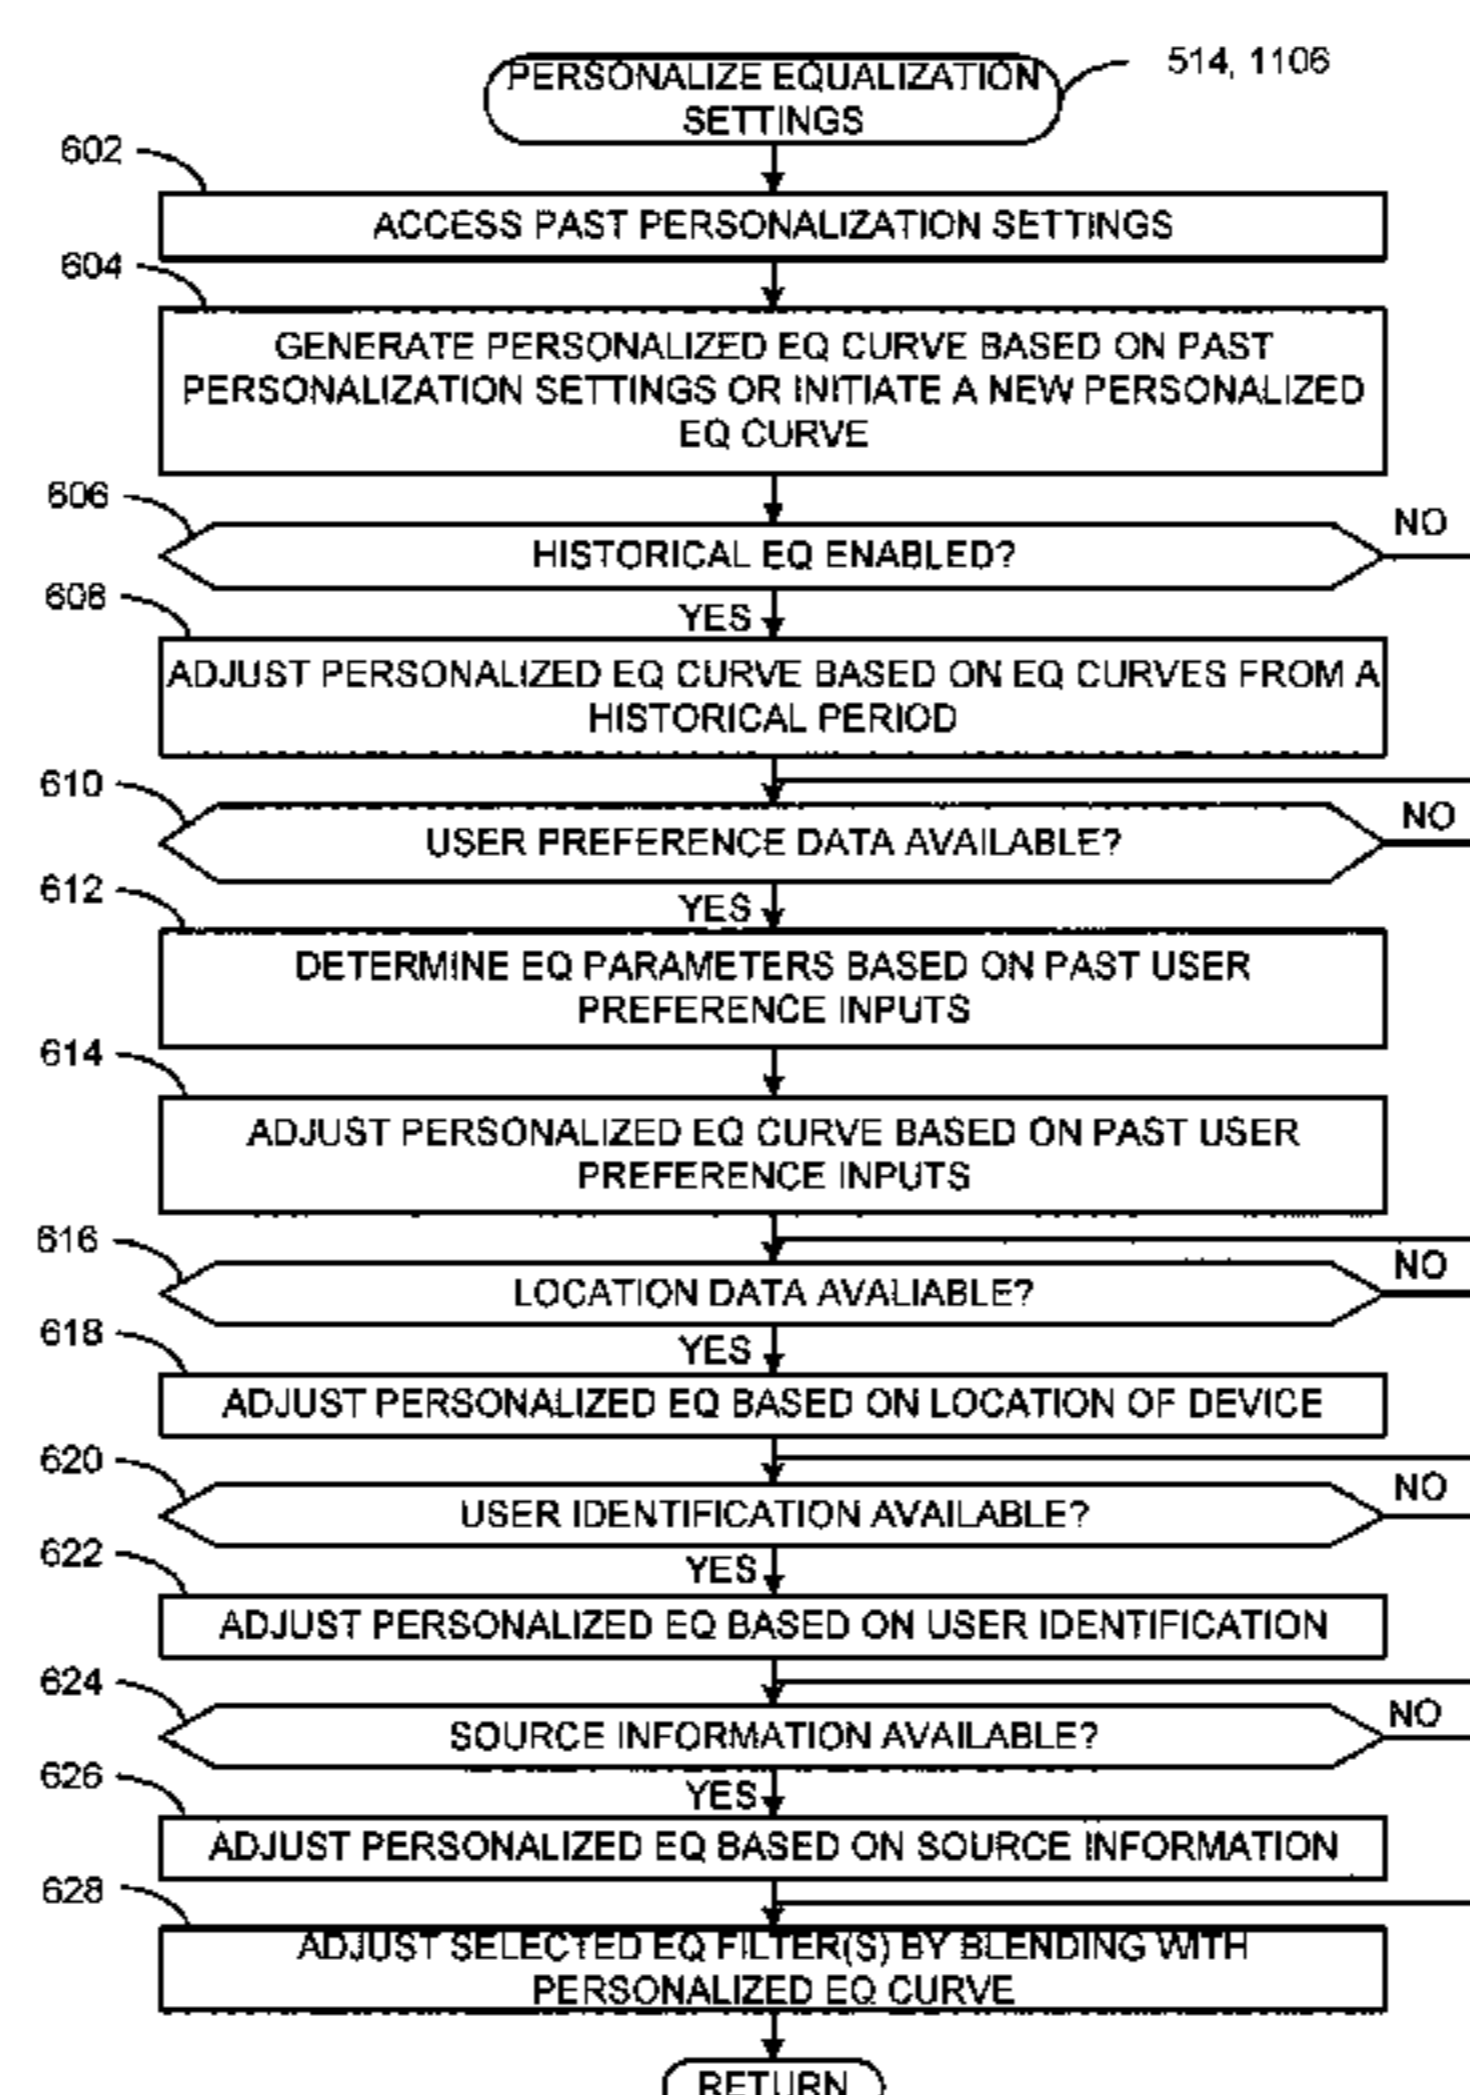 PERSONALIZE EQUALIZATION
SETTINGS
514, 1106
602
ACCESS PAST PERSONALIZATION SETTINGS
604
GENERATE PERSONALIZED EQ CURVE BASED ON PAST
PERSONALIZATION SETTINGS OR INITIATE A NEW PERSONALIZED
EQ CURVE
606
HISTORICAL EQ ENABLED?
NO
YES
608
ADJUST PERSONALIZED EQ CURVE BASED ON EQ CURVES FROM A
HISTORICAL PERIOD
610
USER PREFERENCE DATA AVAILABLE?
NO
YES
612
DETERMINE EQ PARAMETERS BASED ON PAST USER
PREFERENCE INPUTS
614
ADJUST PERSONALIZED EQ CURVE BASED ON PAST USER
PREFERENCE INPUTS
616
LOCATION DATA AVALIABLE?
NO
YES
618
ADJUST PERSONALIZED EQ BASED ON LOCATION OF DEVICE
620
USER IDENTIFICATION AVAILABLE?
NO
YES
622
ADJUST PERSONALIZED EQ BASED ON USER IDENTIFICATION
624
SOURCE INFORMATION AVAILABLE?
NO
YES
626
ADJUST PERSONALIZED EQ BASED ON SOURCE INFORMATION
628
ADJUST SELECTED EQ FILTER(S) BY BLENDING WITH
PERSONALIZED EQ CURVE
RETURN